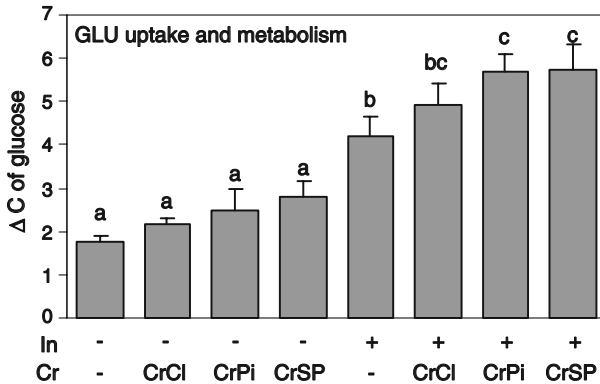 7
GLU uptake and metabolism
6
5
4
3
2
1
0
Δ C of glucose
a a a a b bc c c
In - - - - + + + +
Cr - CrCl CrPi CrSP - CrCl CrPi CrSP